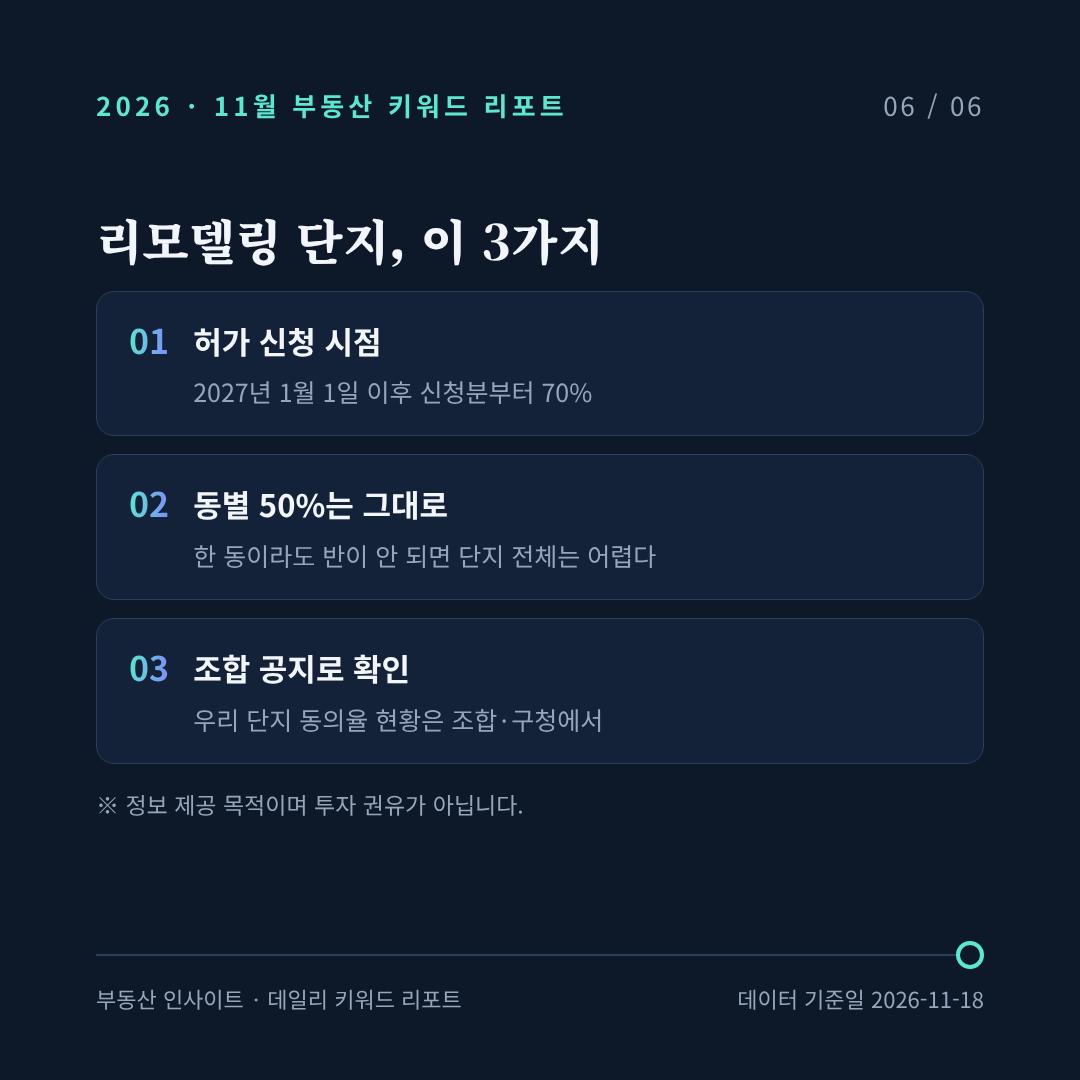 2026 · 11월 부동산 키워드 리포트
06 / 06
리모델링 단지, 이 3가지
01 허가 신청 시점
2027년 1월 1일 이후 신청분부터 70%
02 동별 50%는 그대로
한 동이라도 반이 안 되면 단지 전체는 어렵다
03 조합 공지로 확인
우리 단지 동의율 현황은 조합·구청에서
※ 정보 제공 목적이며 투자 권유가 아닙니다.
부동산 인사이트 · 데일리 키워드 리포트
데이터 기준일 2026-11-18